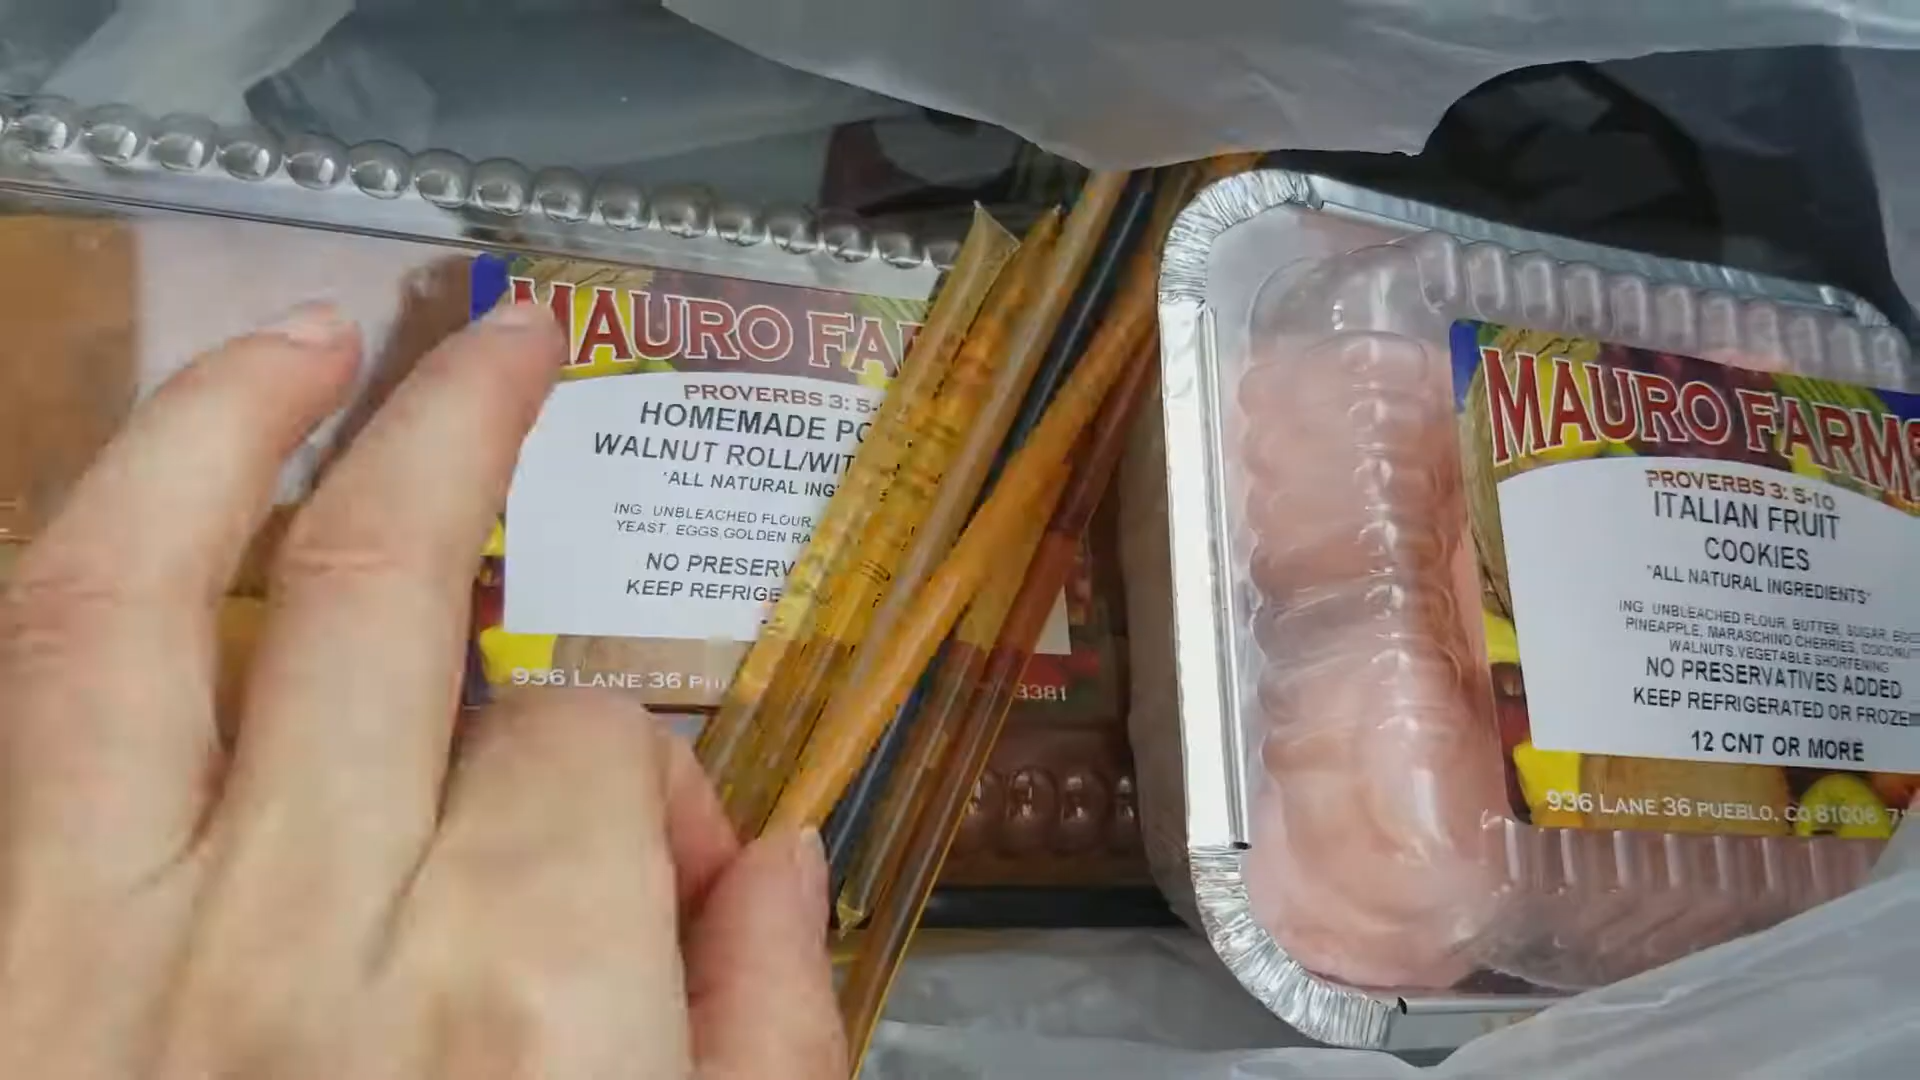 MAURO FA
PROVERBS 3: 5-
HOMEMADE PO
WALNUT ROLL/WIT
"ALL NATURAL ING
ING. UNBLEACHED FLOUR,
YEAST, EGGS, GOLDEN RA
NO PRESERV
KEEP REFRIGE
936 LANE 36 PU
MAURO FARMS
PROVERBS 3: 5-10
ITALIAN FRUIT
COOKIES
"ALL NATURAL INGREDIENTS"
ING. UNBLEACHED FLOUR, BUTTER, SUGAR,
PINEAPPLE, MARASCHINO CHERRIES, COCONUT
WALNUTS, VEGETABLE SHORTENING
NO PRESERVATIVES ADDED
KEEP REFRIGERATED OR FROZE
12 CNT OR MORE
936 LANE 36 PUEBLO, CO 81006